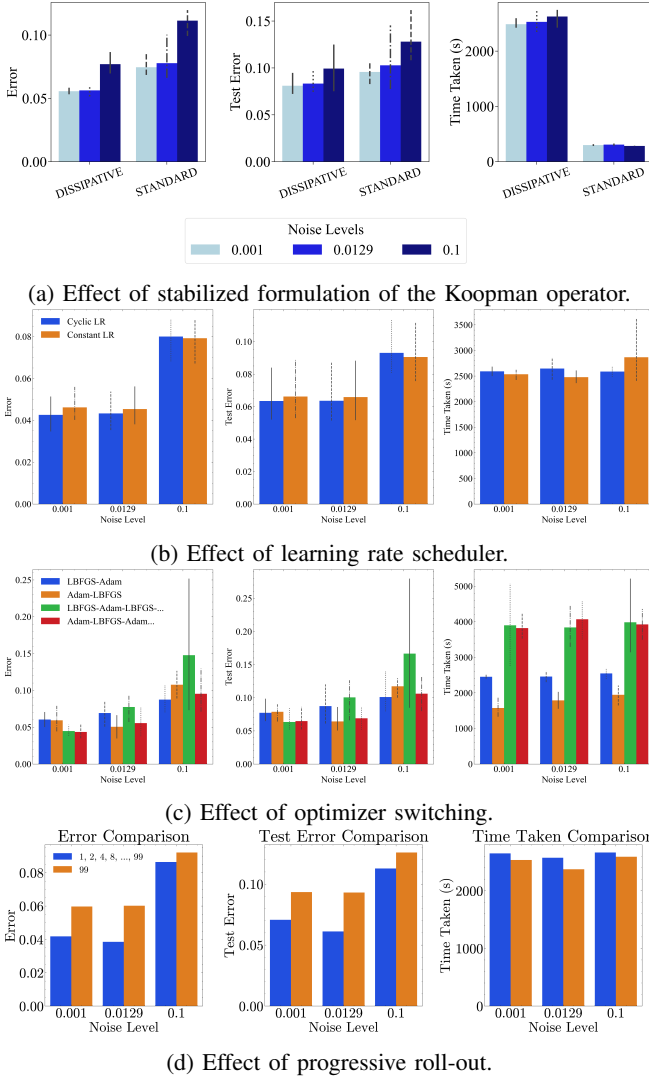 0.10
0.05
0.00
Error
DISSIPATIVE
STANDARD
0.15
0.10
0.05
0.00
Test Error
DISSIPATIVE
STANDARD
2000
1000
0
Time Taken (s)
DISSIPATIVE
STANDARD
Noise Levels
0.001 0.0129 0.1
(a) Effect of stabilized formulation of the Koopman operator.
Cyclic LR
Constant LR
0.08
0.06
0.04
0.02
0.00
Error
0.001 0.0129 0.1
Noise Level
0.10
0.08
0.06
0.04
0.02
0.00
Test Error
0.001 0.0129 0.1
Noise Level
3500
3000
2500
2000
1500
1000
500
0
Time Taken (s)
0.001 0.0129 0.1
Noise Level
(b) Effect of learning rate scheduler.
LBFGS-Adam
Adam-LBFGS
LBFGS-Adam-LBFGS-...
Adam-LBFGS-Adam...
0.25
0.20
0.15
0.10
0.05
0.00
Error
0.001 0.0129 0.1
Noise Level
0.25
0.20
0.15
0.10
0.05
0.00
Test Error
0.001 0.0129 0.1
Noise Level
5000
4000
3000
2000
1000
0
Time Taken (s)
0.001 0.0129 0.1
Noise Level
(c) Effect of optimizer switching.
Error Comparison
1, 2, 4, 8, ..., 99
99
0.08
0.06
0.04
0.02
0.00
Error
0.001 0.0129 0.1
Noise Level
Test Error Comparison
0.10
0.05
0.00
Test Error
0.001 0.0129 0.1
Noise Level
Time Taken Comparison
2000
1000
0
Time Taken (s)
0.001 0.0129 0.1
Noise Level
(d) Effect of progressive roll-out.